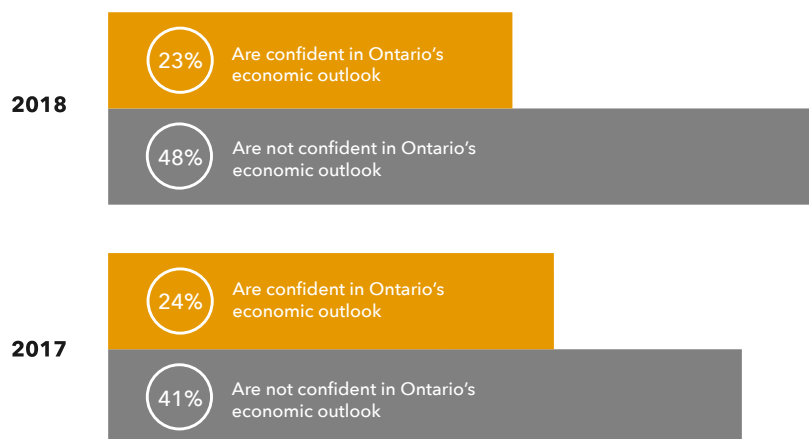 2018
23%
Are confident in Ontario’s
economic outlook
48%
Are not confident in Ontario’s
economic outlook
2017
24%
Are confident in Ontario’s
economic outlook
41%
Are not confident in Ontario’s
economic outlook